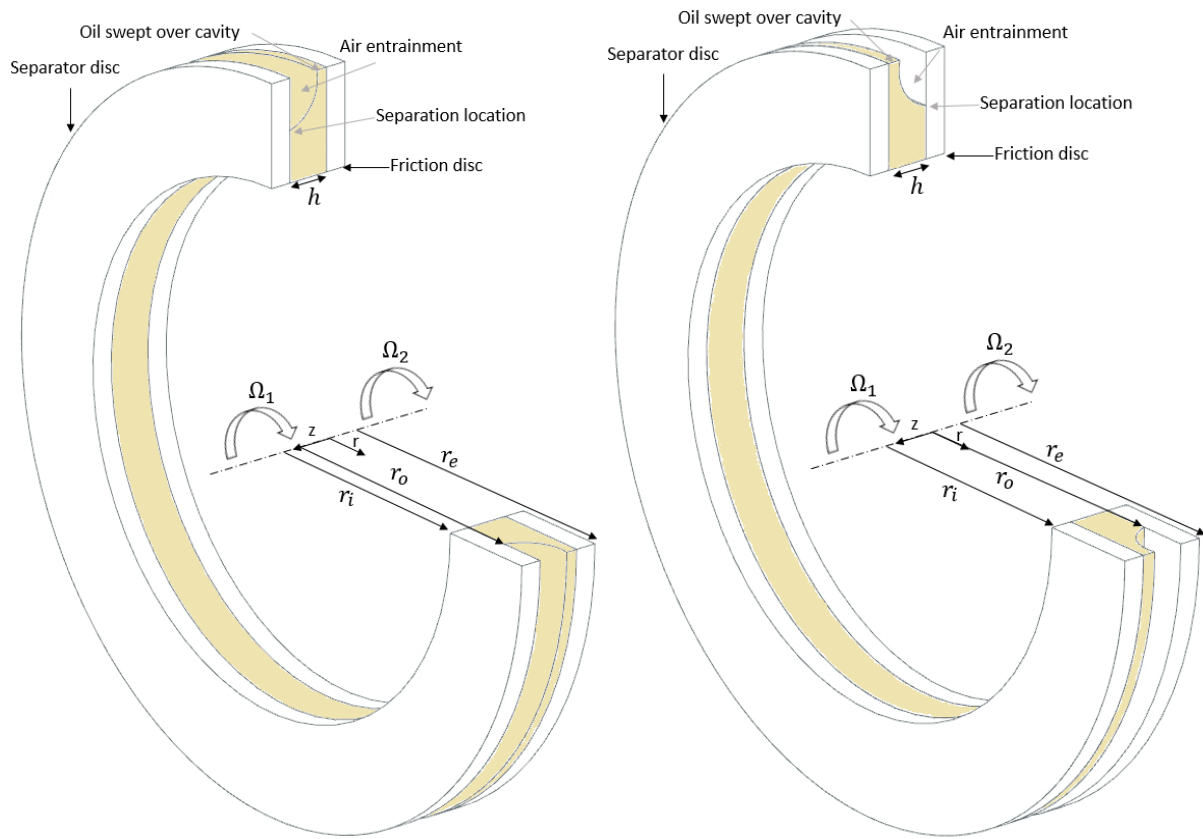 Oil swept over cavity
Air entrainment
Separator disc
Separation location
Friction disc
h
Ω₂
Ω₁
z
r
rₑ
rₒ
rᵢ
Oil swept over cavity
Air entrainment
Separator disc
Separation location
Friction disc
h
Ω₂
Ω₁
z
r
rₑ
rₒ
rᵢ